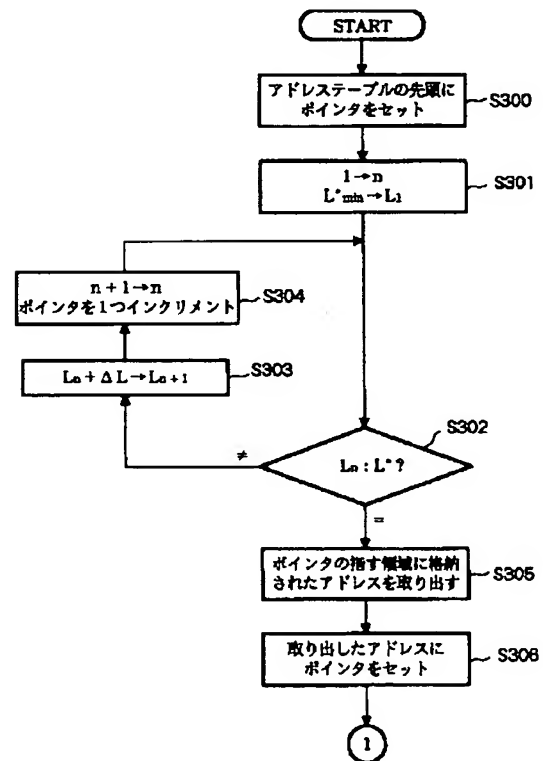 START
アドレステーブルの先頭に
ポインタをセット
S300
1→n
L*min→L1
S301
n+1→n
ポインタを1つインクリメント
S304
Ln+ΔL→Ln+1
S303
S302
Ln:L*?
≠
=
ポインタの指す領域に格納
されたアドレスを取り出す
S305
取り出したアドレスに
ポインタをセット
S306
1